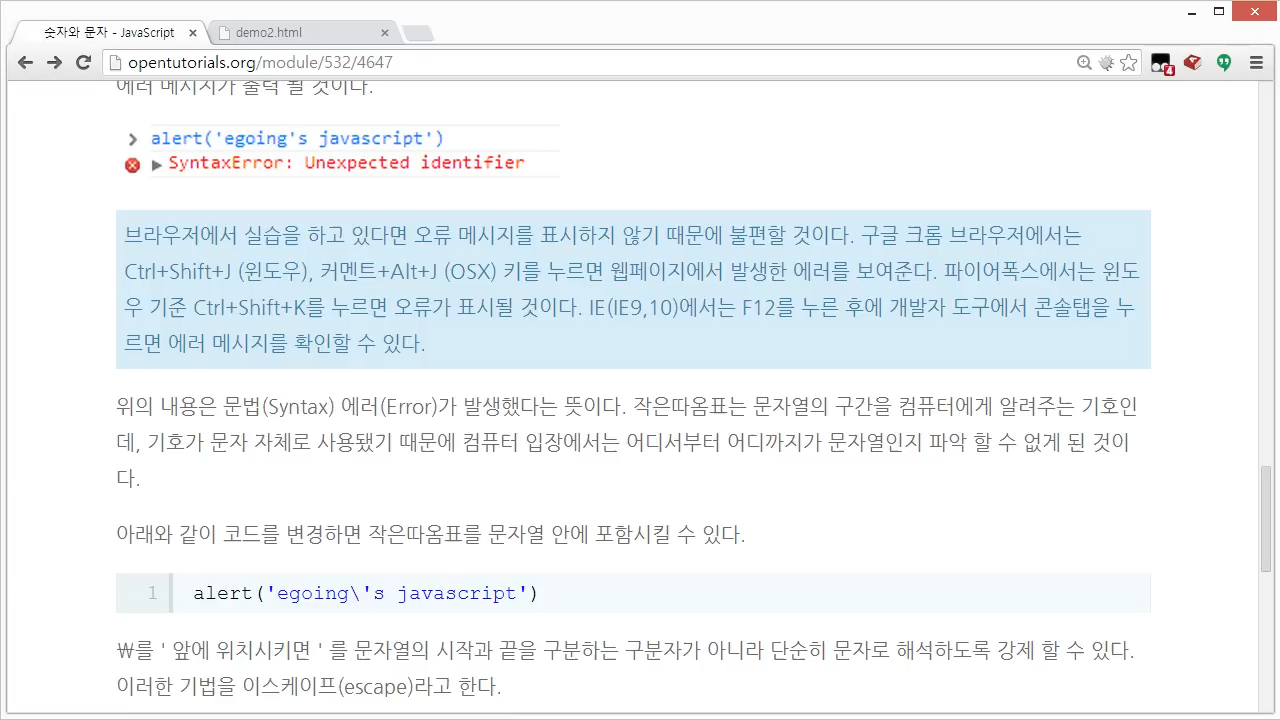 숫자와 문자 - JavaScript
demo2.html
opentutorials.org/module/532/4647
4
에러 메시지가 출력 될 것이다.
alert('egoing's javascript')
SyntaxError: Unexpected identifier
브라우저에서 실습을 하고 있다면 오류 메시지를 표시하지 않기 때문에 불편할 것이다. 구글 크롬 브라우저에서는
Ctrl+Shift+J (윈도우), 커멘트+Alt+J (OSX) 키를 누르면 웹페이지에서 발생한 에러를 보여준다. 파이어폭스에서는 윈도
우 기준 Ctrl+Shift+K를 누르면 오류가 표시될 것이다. IE(IE9,10)에서는 F12를 누른 후에 개발자 도구에서 콘솔탭을 누
르면 에러 메시지를 확인할 수 있다.
위의 내용은 문법(Syntax) 에러(Error)가 발생했다는 뜻이다. 작은따옴표는 문자열의 구간을 컴퓨터에게 알려주는 기호인
데, 기호가 문자 자체로 사용됐기 때문에 컴퓨터 입장에서는 어디서부터 어디까지가 문자열인지 파악 할 수 없게 된 것이
다.
아래와 같이 코드를 변경하면 작은따옴표를 문자열 안에 포함시킬 수 있다.
1 alert('egoing\'s javascript')
₩를 ' 앞에 위치시키면 ' 를 문자열의 시작과 끝을 구분하는 구분자가 아니라 단순히 문자로 해석하도록 강제 할 수 있다.
이러한 기법을 이스케이프(escape)라고 한다.